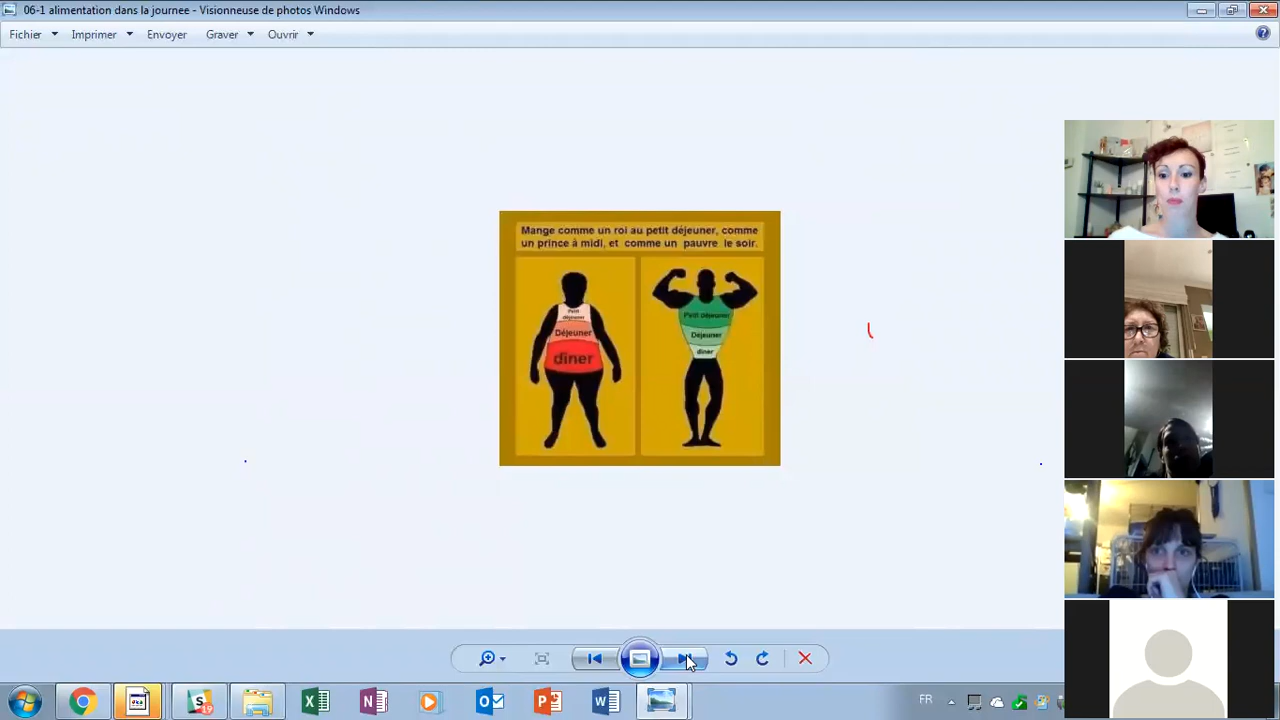 06-1 alimentation dans la journee - Visionneuse de photos Windows
Fichier Imprimer Envoyer Graver Ouvrir
Mange comme un roi au petit déjeuner, comme
un prince à midi, et comme un pauvre le soir.
Petit
déjeuner
Déjeuner
dîner
Petit déjeuner
Déjeuner
dîner
FR